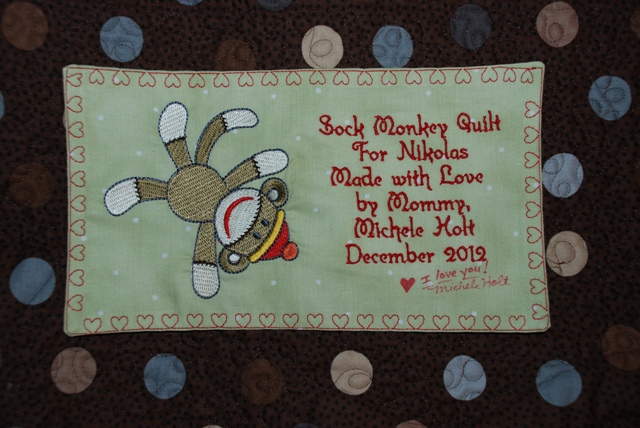 Sock Monkey Quilt
For Nikolas
Made with Love
by Mommy,
Michele Holt
December 2012
I love you!
Michele Holt